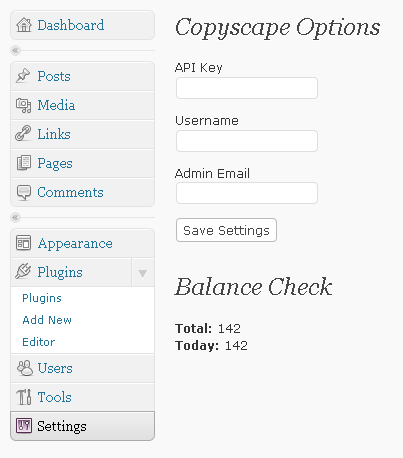 Dashboard
Posts
Media
Links
Pages
Comments
Appearance
Plugins
Plugins
Add New
Editor
Users
Tools
Settings
Copyscape Options
API Key
Username
Admin Email
Save Settings
Balance Check
Total: 142
Today: 142